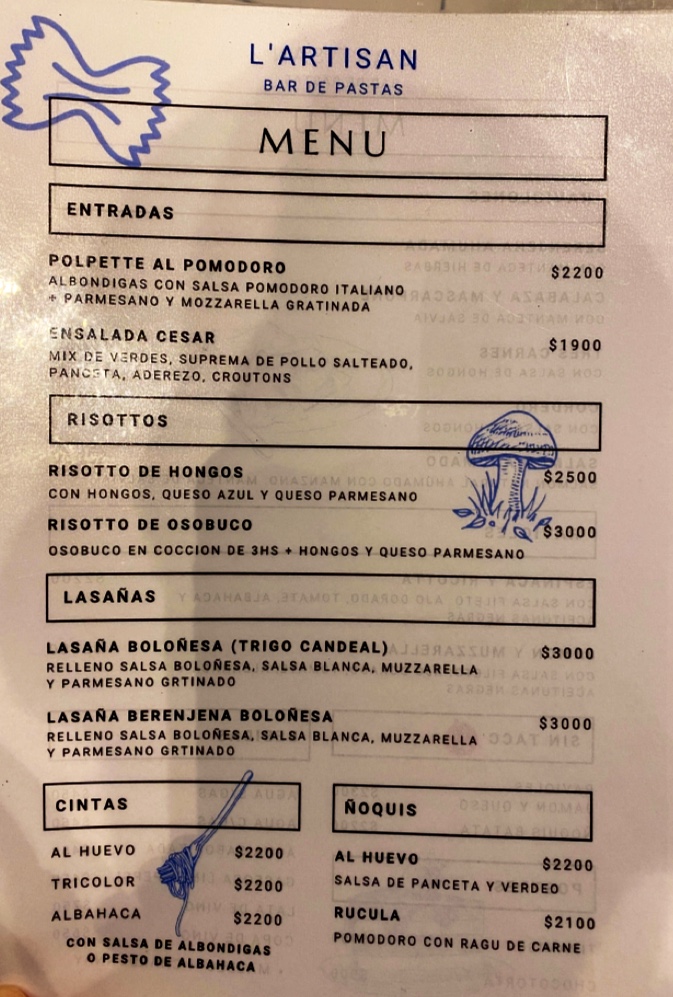 L'ARTISAN
BAR DE PASTAS
MENU
ENTRADAS
POLPETTE AL POMODORO $2200
ALBONDIGAS CON SALSA POMODORO ITALIANO
+ PARMESANO Y MOZZARELLA GRATINADA
ENSALADA CESAR $1900
MIX DE VERDES, SUPREMA DE POLLO SALTEADO,
PANCETA, ADEREZO, CROUTONS
RISOTTOS
RISOTTO DE HONGOS $2500
CON HONGOS, QUESO AZUL Y QUESO PARMESANO
RISOTTO DE OSOBUCO $3000
OSOBUCO EN COCCION DE 3HS + HONGOS Y QUESO PARMESANO
LASAÑAS
LASAÑA BOLOÑESA (TRIGO CANDEAL) $3000
RELLENO SALSA BOLOÑESA, SALSA BLANCA, MUZZARELLA
Y PARMESANO GRTINADO
LASAÑA BERENJENA BOLOÑESA $3000
RELLENO SALSA BOLOÑESA, SALSA BLANCA, MUZZARELLA
Y PARMESANO GRTINADO
CINTAS
AL HUEVO $2200
TRICOLOR $2200
ALBAHACA $2200
CON SALSA DE ALBONDIGAS
O PESTO DE ALBAHACA
ÑOQUIS
AL HUEVO $2200
SALSA DE PANCETA Y VERDEO
RUCULA $2100
POMODORO CON RAGU DE CARNE